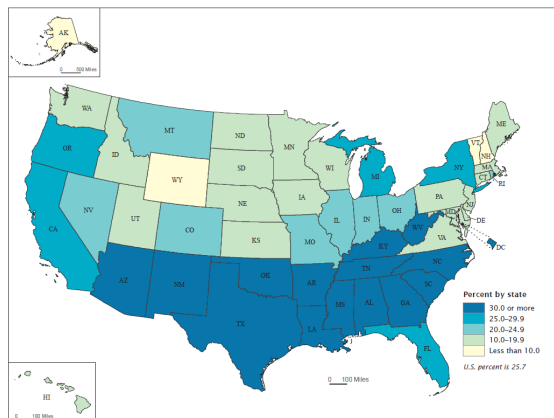 AK
0 500 Miles
WA
MT
ND
MN
ME
VT
NH
OR
ID
SD
WI
MI
NY
MA
CT
RI
WY
NE
IA
PA
NJ
NV
UT
CO
KS
MO
IL
IN
OH
WV
VA
MD
DE
DC
CA
KY
AZ
NM
OK
AR
TN
NC
SC
TX
LA
MS
AL
GA
FL
Percent by state
30.0 or more
25.0–29.9
20.0–24.9
10.0–19.9
Less than 10.0
U.S. percent is 25.7
0 100 Miles
HI
0 100 Miles